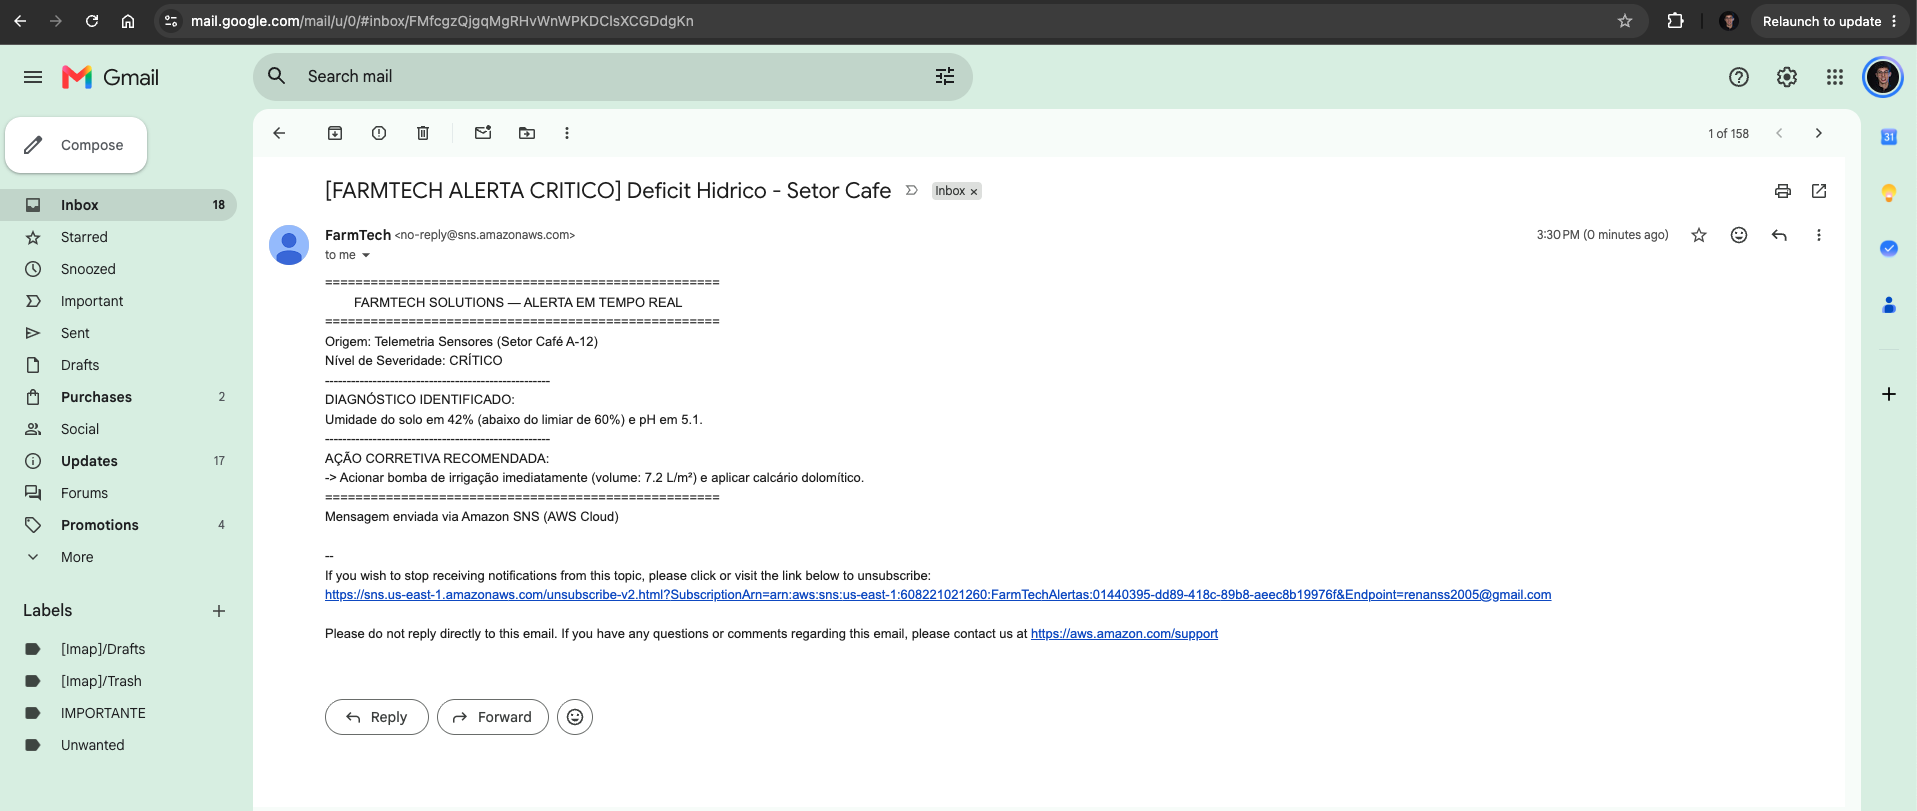 mail.google.com/mail/u/0/#inbox/FMfcgzQjgqMgRHvWnWPKDClsXCGDdgKn
Relaunch to update
Gmail
Search mail
Compose
1 of 158
31
Inbox 18
Starred
Snoozed
Important
Sent
Drafts
Purchases 2
Social
Updates 17
Forums
Promotions 4
More
Labels
[Imap]/Drafts
[Imap]/Trash
IMPORTANTE
Unwanted
[FARMTECH ALERTA CRITICO] Deficit Hidrico - Setor Cafe
Inbox ×
FarmTech <no-reply@sns.amazonaws.com>
3:30 PM (0 minutes ago)
to me
====================================================
FARMTECH SOLUTIONS — ALERTA EM TEMPO REAL
====================================================
Origem: Telemetria Sensores (Setor Café A-12)
Nível de Severidade: CRÍTICO
----------------------------------------------------
DIAGNÓSTICO IDENTIFICADO:
Umidade do solo em 42% (abaixo do limiar de 60%) e pH em 5.1.
----------------------------------------------------
AÇÃO CORRETIVA RECOMENDADA:
-> Acionar bomba de irrigação imediatamente (volume: 7.2 L/m²) e aplicar calcário dolomítico.
====================================================
Mensagem enviada via Amazon SNS (AWS Cloud)
--
If you wish to stop receiving notifications from this topic, please click or visit the link below to unsubscribe:
https://sns.us-east-1.amazonaws.com/unsubscribe-v2.html?SubscriptionArn=arn:aws:sns:us-east-1:608221021260:FarmTechAlertas:01440395-dd89-418c-89b8-aeec8b19976f&Endpoint=renanss2005@gmail.com
Please do not reply directly to this email. If you have any questions or comments regarding this email, please contact us at https://aws.amazon.com/support
Reply
Forward